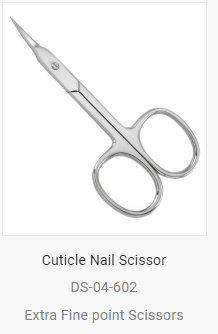 Cuticle Nail Scissor
DS-04-602
Extra Fine point Scissors